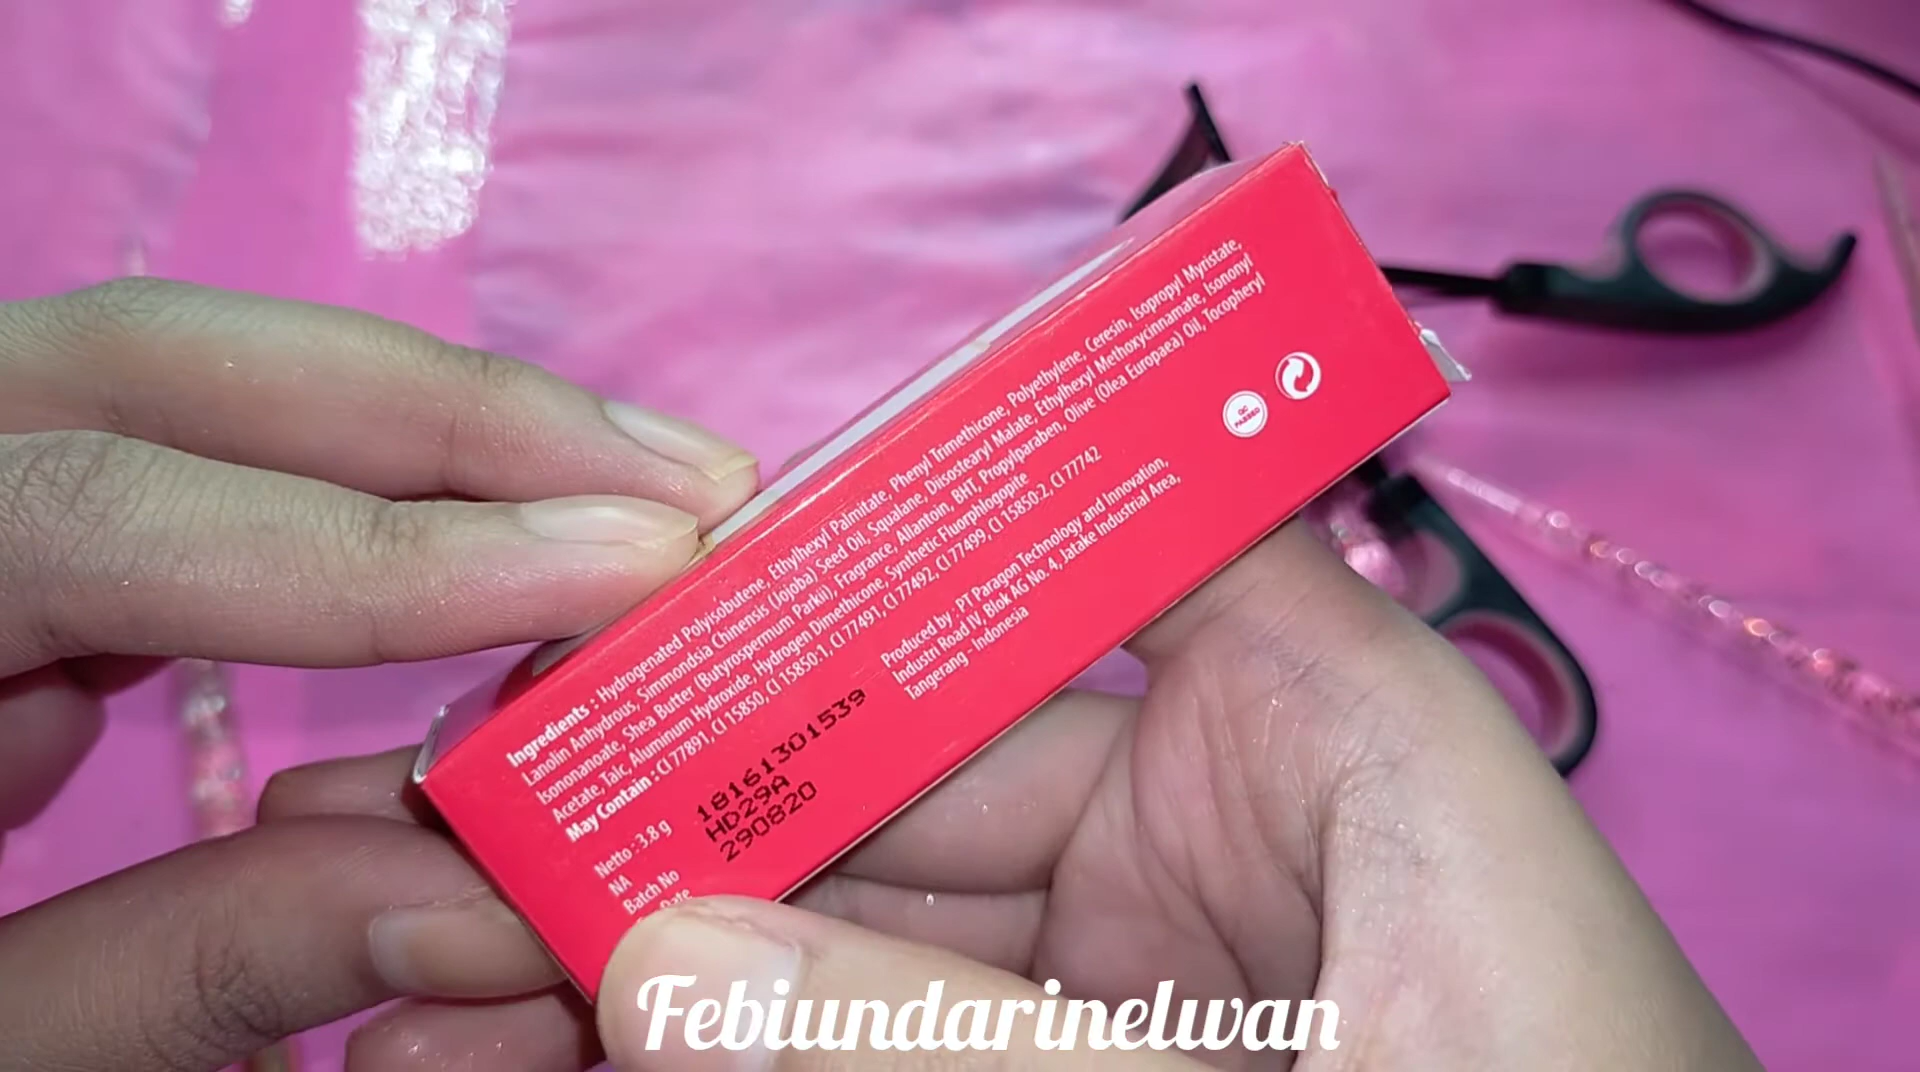 Ingredients : Hydrogenated Polyisobutene, Ethylhexyl Palmitate, Phenyl Trimethicone, Polyethylene, Ceresin, Isopropyl Myristate,
Lanolin Anhydrous, Simmondsia Chinensis (Jojoba) Seed Oil, Squalane, Diisostearyl Malate, Ethylhexyl Methoxycinnamate, Isononyl
Isononanoate, Shea Butter (Butyrospermum Parkii), Fragrance, Allantoin, BHT, Propylparaben, Olive (Olea Europaea) Oil, Tocopheryl
Acetate, Talc, Aluminum Hydroxide, Hydrogen Dimethicone, Synthetic Fluorphlogopite
May Contain : CI 77891, CI 15850, CI 15850:1, CI 77491, CI 77492, CI 77499, CI 15850:2, CI 77742
QC
PASSED
Netto : 3.8 g
NA 18161301539
Batch No HD29A
Date 290820
Produced by : PT Paragon Technology and Innovation,
Industri Road IV, Blok AG No. 4, Jatake Industrial Area,
Tangerang - Indonesia
Febiundarinelwan